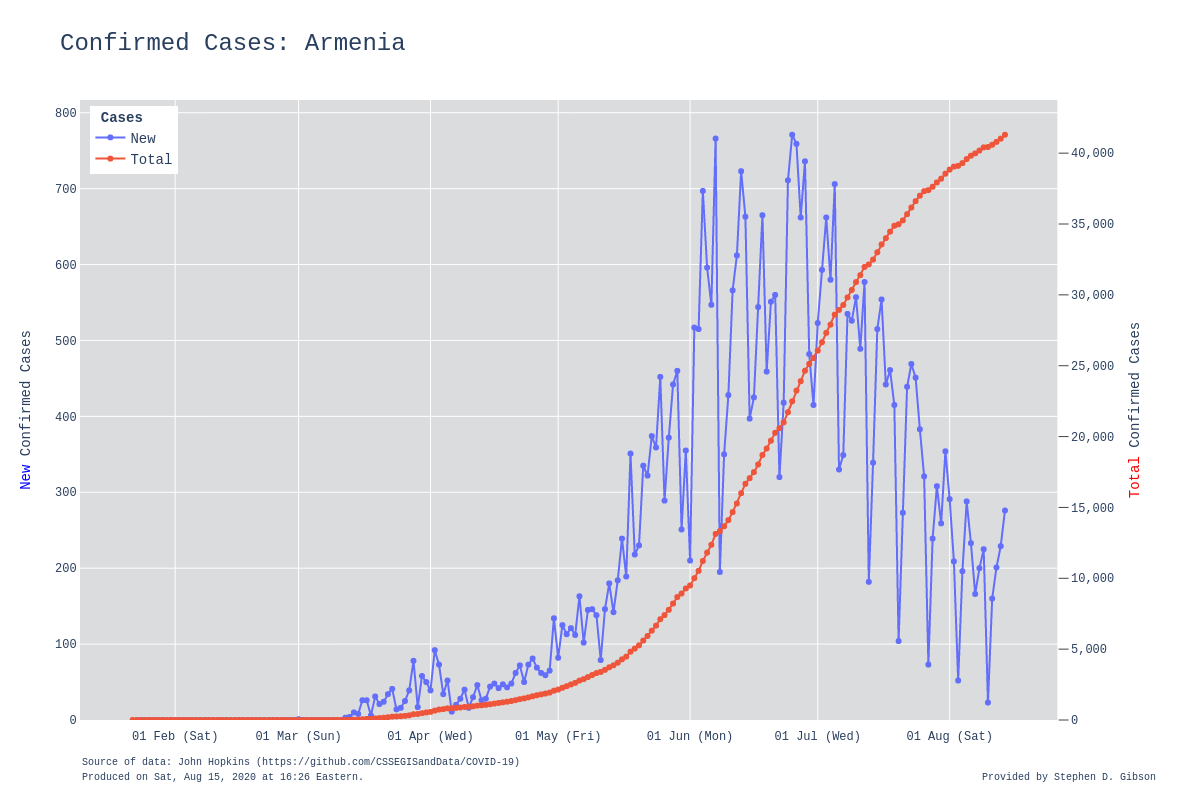 Confirmed Cases: Armenia
Cases
New
Total
800
700
600
500
400
300
200
100
0
New Confirmed Cases
40,000
35,000
30,000
25,000
20,000
15,000
10,000
5,000
0
Total Confirmed Cases
01 Feb (Sat) 01 Mar (Sun) 01 Apr (Wed) 01 May (Fri) 01 Jun (Mon) 01 Jul (Wed) 01 Aug (Sat)
Source of data: John Hopkins (https://github.com/CSSEGISandData/COVID-19)
Produced on Sat, Aug 15, 2020 at 16:26 Eastern.
Provided by Stephen D. Gibson